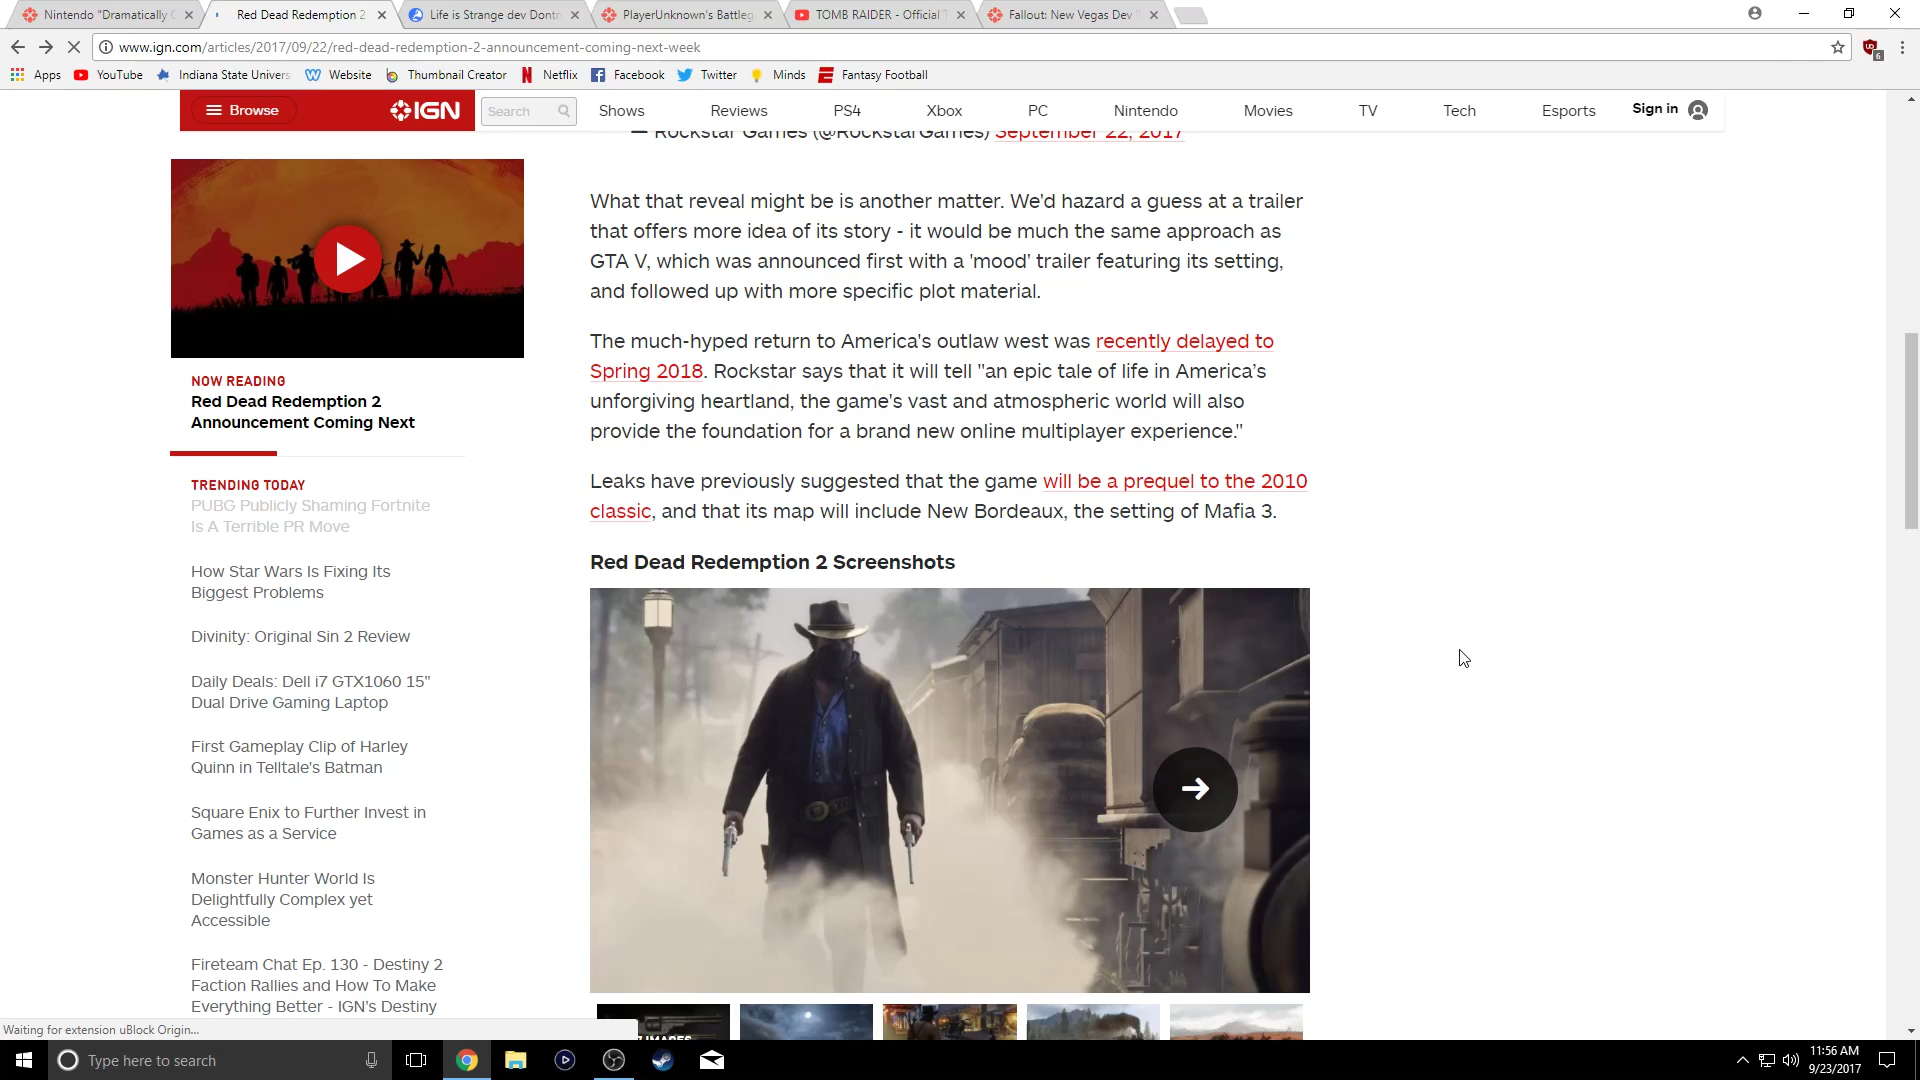 Nintendo "Dramatically
Red Dead Redemption 2
Life is Strange dev Dontn
PlayerUnknown's Battleg
TOMB RAIDER - Official
Fallout: New Vegas Dev
www.ign.com/articles/2017/09/22/red-dead-redemption-2-announcement-coming-next-week
6
Apps
YouTube
Indiana State Univers
Website
Thumbnail Creator
Netflix
Facebook
Twitter
Minds
Fantasy Football
Browse
IGN
Search
Shows
Reviews
PS4
Xbox
PC
Nintendo
Movies
TV
Tech
Esports
Sign in
— Rockstar Games (@RockstarGames) September 22, 2017
What that reveal might be is another matter. We'd hazard a guess at a trailer
that offers more idea of its story - it would be much the same approach as
GTA V, which was announced first with a 'mood' trailer featuring its setting,
and followed up with more specific plot material.
The much-hyped return to America's outlaw west was recently delayed to
Spring 2018. Rockstar says that it will tell "an epic tale of life in America's
unforgiving heartland, the game's vast and atmospheric world will also
provide the foundation for a brand new online multiplayer experience."
Leaks have previously suggested that the game will be a prequel to the 2010
classic, and that its map will include New Bordeaux, the setting of Mafia 3.
Red Dead Redemption 2 Screenshots
NOW READING
Red Dead Redemption 2
Announcement Coming Next
TRENDING TODAY
PUBG Publicly Shaming Fortnite
Is A Terrible PR Move
How Star Wars Is Fixing Its
Biggest Problems
Divinity: Original Sin 2 Review
Daily Deals: Dell i7 GTX1060 15"
Dual Drive Gaming Laptop
First Gameplay Clip of Harley
Quinn in Telltale's Batman
Square Enix to Further Invest in
Games as a Service
Monster Hunter World Is
Delightfully Complex yet
Accessible
Fireteam Chat Ep. 130 - Destiny 2
Faction Rallies and How To Make
Everything Better - IGN's Destiny
IMAGES
Waiting for extension uBlock Origin...
Type here to search
11:56 AM
9/23/2017